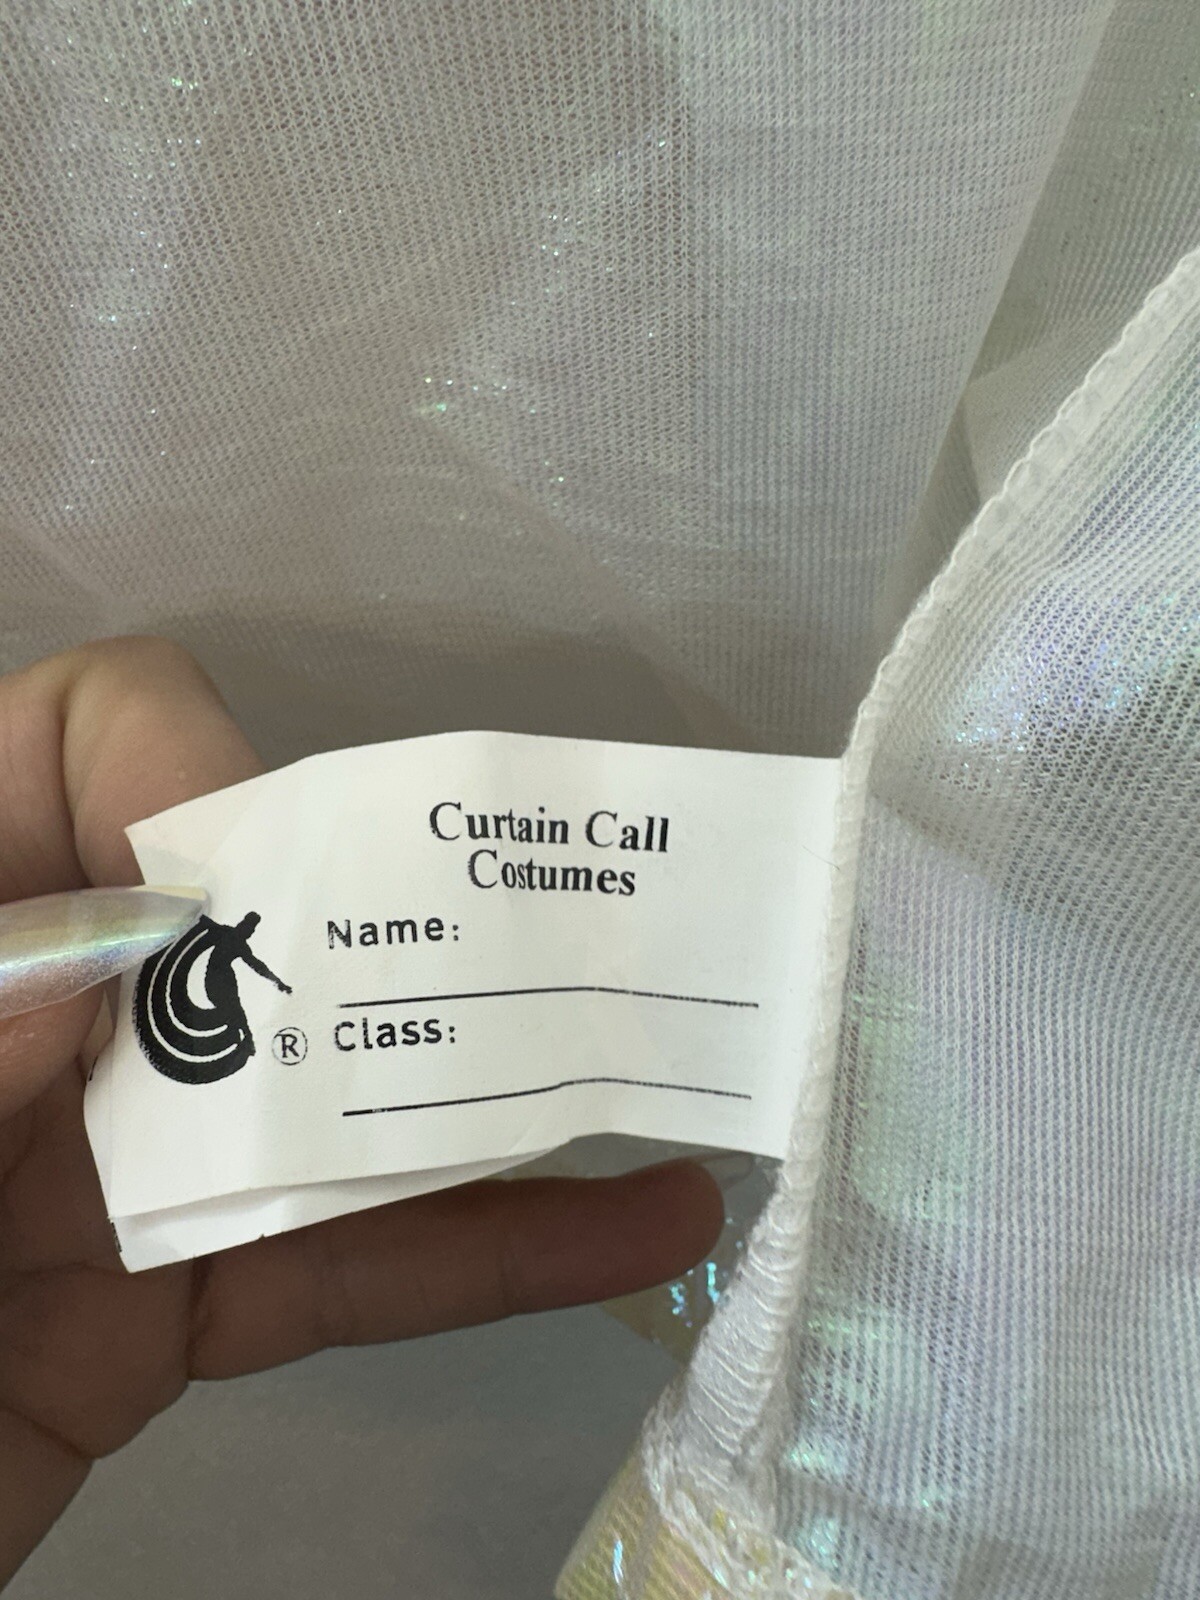 Curtain Call
Costumes
Name:
Class:
®